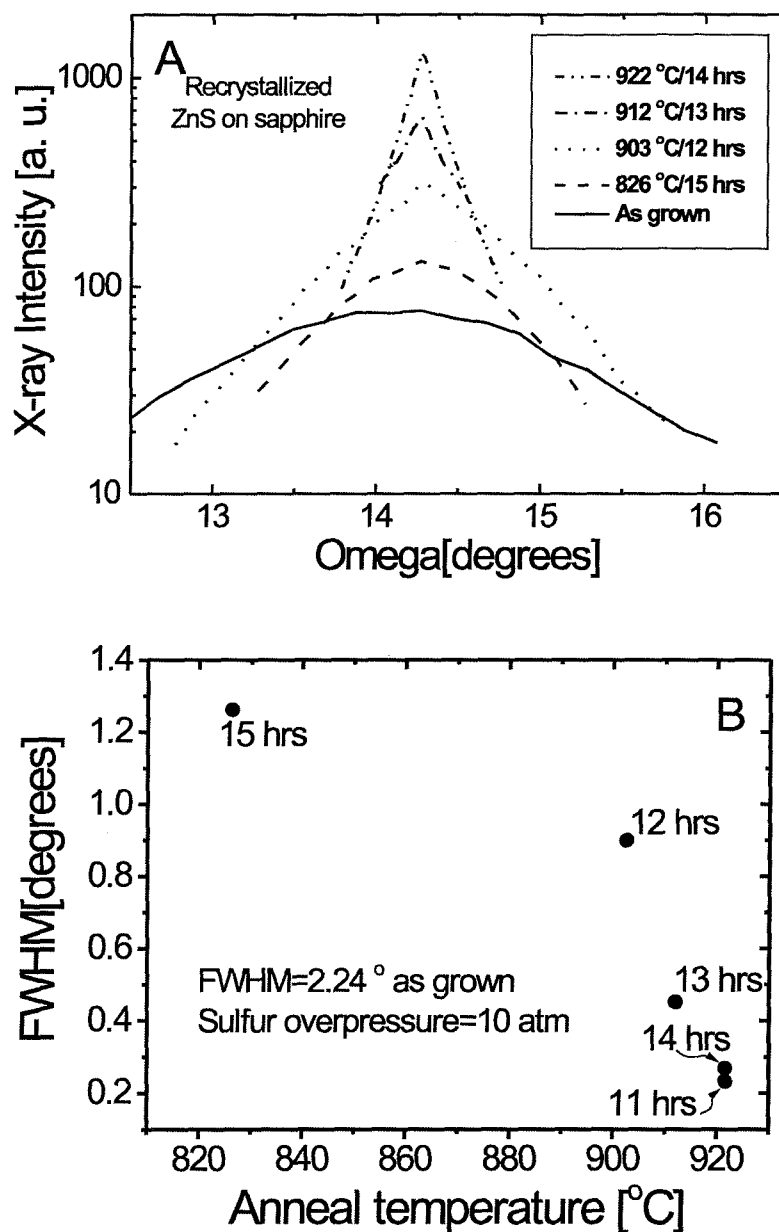 A
Recrystallized
ZnS on sapphire
922 °C/14 hrs
912 °C/13 hrs
903 °C/12 hrs
826 °C/15 hrs
As grown
X-ray Intensity [a. u.]
1000
100
10
13 14 15 16
Omega[degrees]
B
FWHM[degrees]
1.4
1.2
1.0
0.8
0.6
0.4
0.2
15 hrs
12 hrs
13 hrs
14 hrs
11 hrs
FWHM=2.24 ° as grown
Sulfur overpressure=10 atm
820 840 860 880 900 920
Anneal temperature [°C]